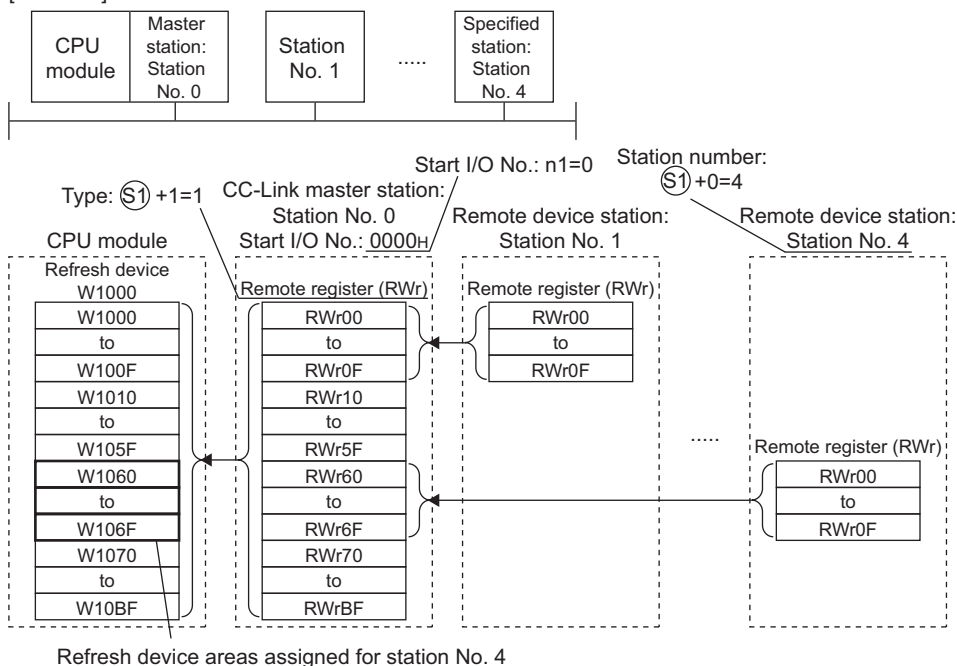 CPU
module
Master
station:
Station
No. 0
Station
No. 1
.....
Specified
station:
Station
No. 4
Start I/O No.: n1=0
Station number:
S1 +0=4
Type: S1 +1=1
CC-Link master station:
Station No. 0
Start I/O No.: 0000H
Remote device station:
Station No. 1
Remote device station:
Station No. 4
CPU module
Refresh device
W1000
W1000
to
W100F
W1010
to
W105F
W1060
to
W106F
W1070
to
W10BF
Remote register (RWr)
RWr00
to
RWr0F
RWr10
to
RWr5F
RWr60
to
RWr6F
RWr70
to
RWrBF
Remote register (RWr)
RWr00
to
RWr0F
.....
Remote register (RWr)
RWr00
to
RWr0F
Refresh device areas assigned for station No. 4